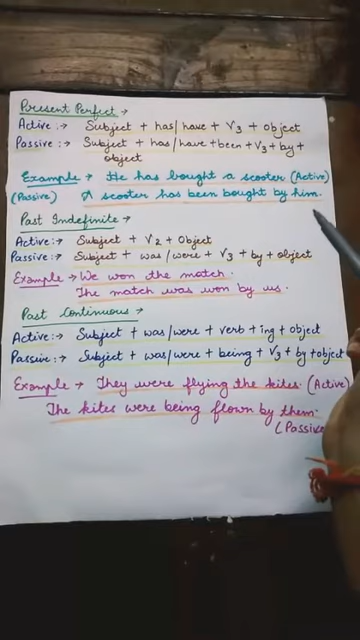 Present Perfect →
Active :→ Subject + has/have + V3 + object
Passive :→ Subject + has/have + been + V3 + by +
object
Example → He has bought a scooter (Active)
(Passive) A scooter has been bought by him.
Past Indefinite →
Active :→ Subject + V2 + Object
Passive :→ Subject + was/were + V3 + by + object
Example :→ We won the match.
The match was won by us.
Past Continuous →
Active :→ Subject + was/were + verb + ing + object
Passive :→ Subject + was/were + being + V3 + by + object
Example → They were flying the kites. (Active)
The kites were being flown by them.
(Passive